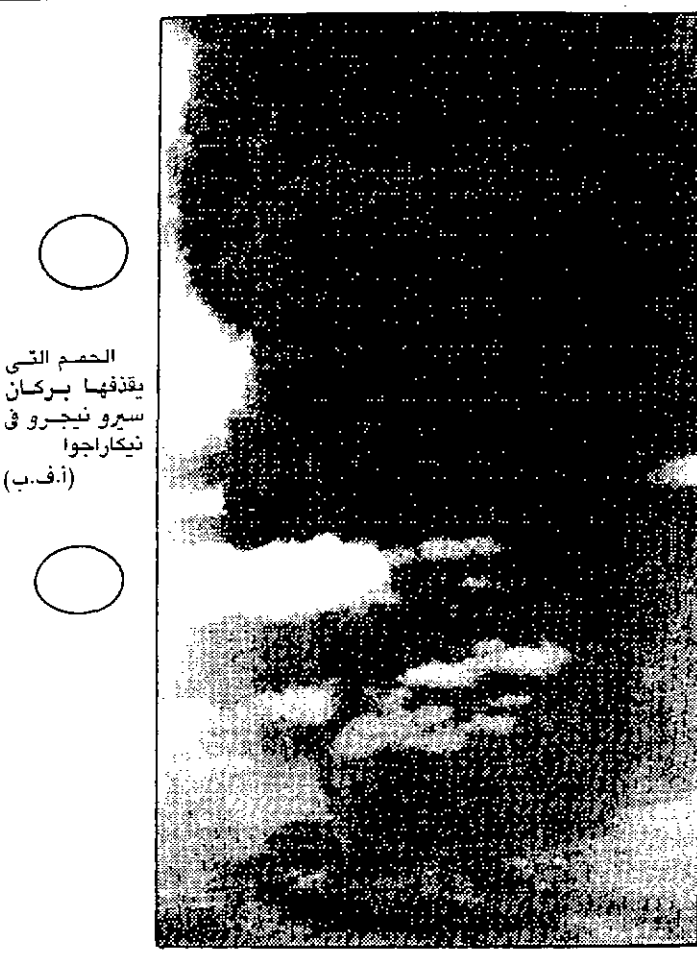 الحمم التى
يقذفها بركان
سيرو نيجرو فى
نيكاراجوا
(أ.ف.ب)